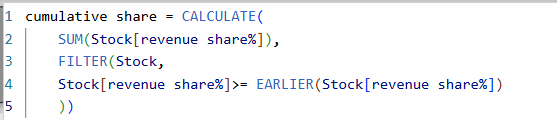 1 cumulative share = CALCULATE(
2 SUM(Stock[revenue share%]),
3 FILTER(Stock,
4 Stock[revenue share%]>= EARLIER(Stock[revenue share%])
5 ))